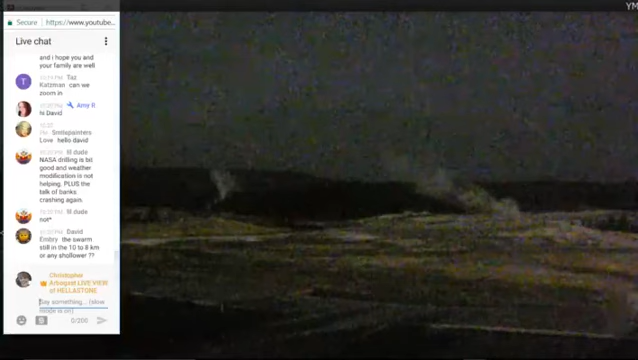 YM
Secure
https://www.youtube...
Live chat
and i hope you and
your family are well
T
Taz
Katzman can we
zoom in
Amy R
hi David
Love hello david
lil dude
NASA drilling is bit
good and weather
modification is not
helping, PLUS the
talk of banks
crashing again.
lil dude
not*
David
Embry the swarm
still in the 10 to 8 km
or any shollower ??
Christopher
Arbogast LIVE VIEW
of HELLASTONE
Say something... (slow
mode is on)
0/200